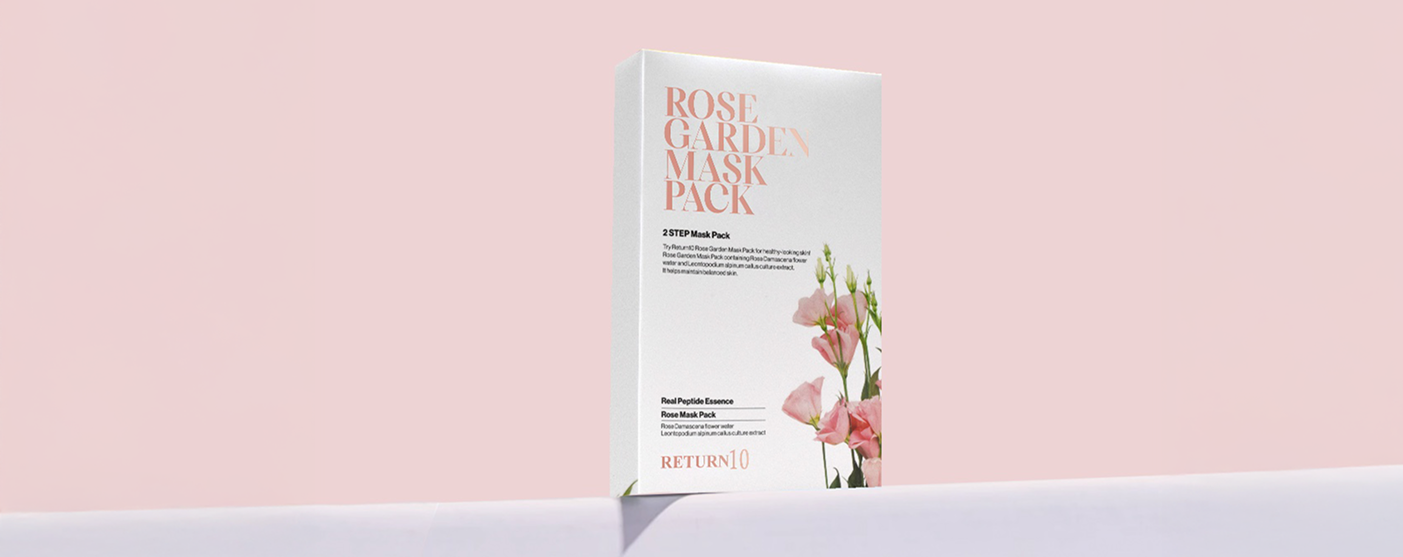 ROSE
GARDEN
MASK
PACK
2 STEP Mask Pack
Try Return10 Rose Garden Mask Pack for healthy-looking skin!
Rose Garden Mask Pack containing Rosa Damascena flower
water and Leontopodium alpinum callus culture extract.
It helps maintain balanced skin.
Real Peptide Essence
Rose Mask Pack
Rosa Damascena flower water
Leontopodium alpinum callus culture extract
RETURN10